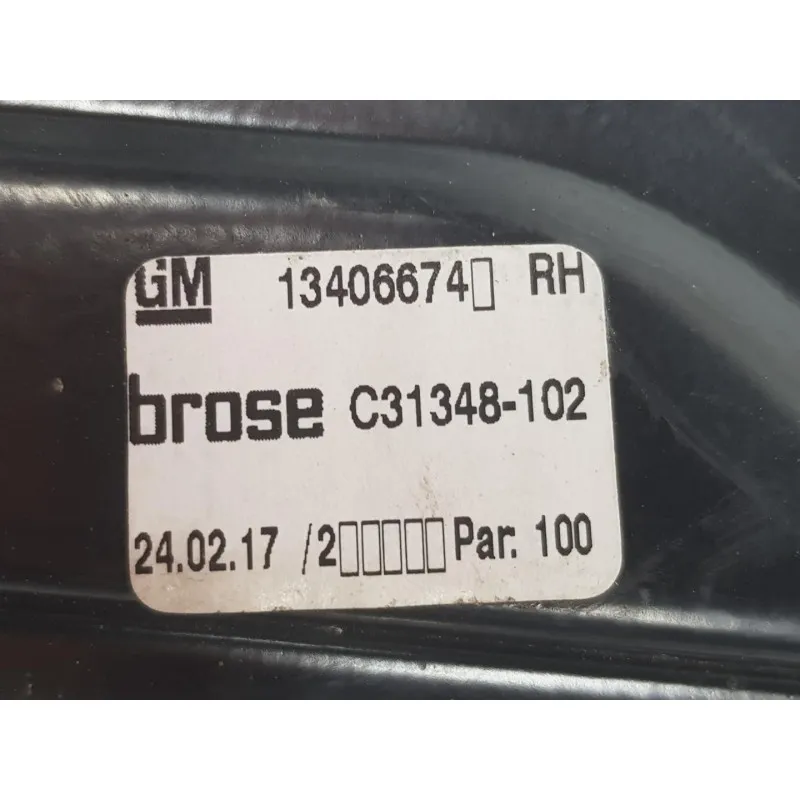 GM 13406674▯ RH
brose C31348-102
24.02.17 /2▯▯▯▯▯ Par. 100